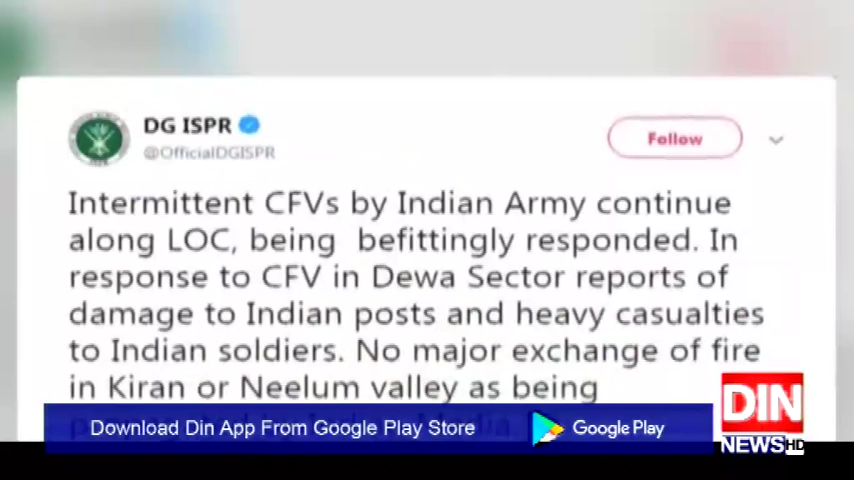 DG ISPR
@OfficialDGISPR
Follow
Intermittent CFVs by Indian Army continue
along LOC, being befittingly responded. In
response to CFV in Dewa Sector reports of
damage to Indian posts and heavy casualties
to Indian soldiers. No major exchange of fire
in Kiran or Neelum valley as being
Download Din App From Google Play Store
Google Play
DIN
NEWS HD